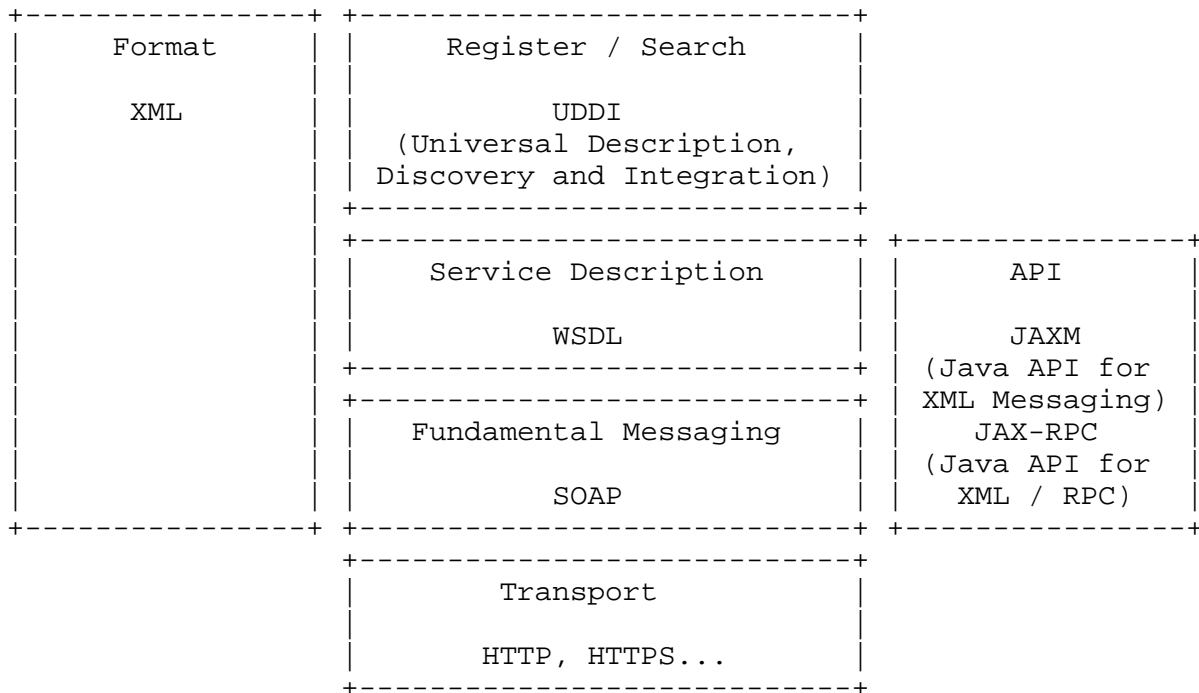 Format
XML
Register / Search
UDDI
(Universal Description,
Discovery and Integration)
Service Description
WSDL
Fundamental Messaging
SOAP
API
JAXM
(Java API for
XML Messaging)
JAX-RPC
(Java API for
XML / RPC)
Transport
HTTP, HTTPS...